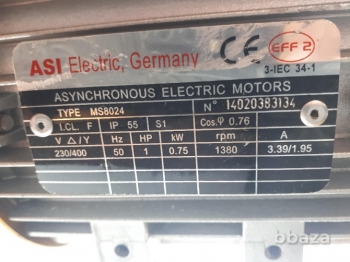 ASI Electric, Germany
CE
EFF 2
3-IEC 34-1
ASYNCHRONOUS ELECTRIC MOTORS
TYPE MS8024 N° 14020383134
I.CL. F IP 55 S1 Cos.φ 0.76
V △/Y Hz HP kW rpm A
230/400 50 1 0.75 1380 3.39/1.95
bbaza